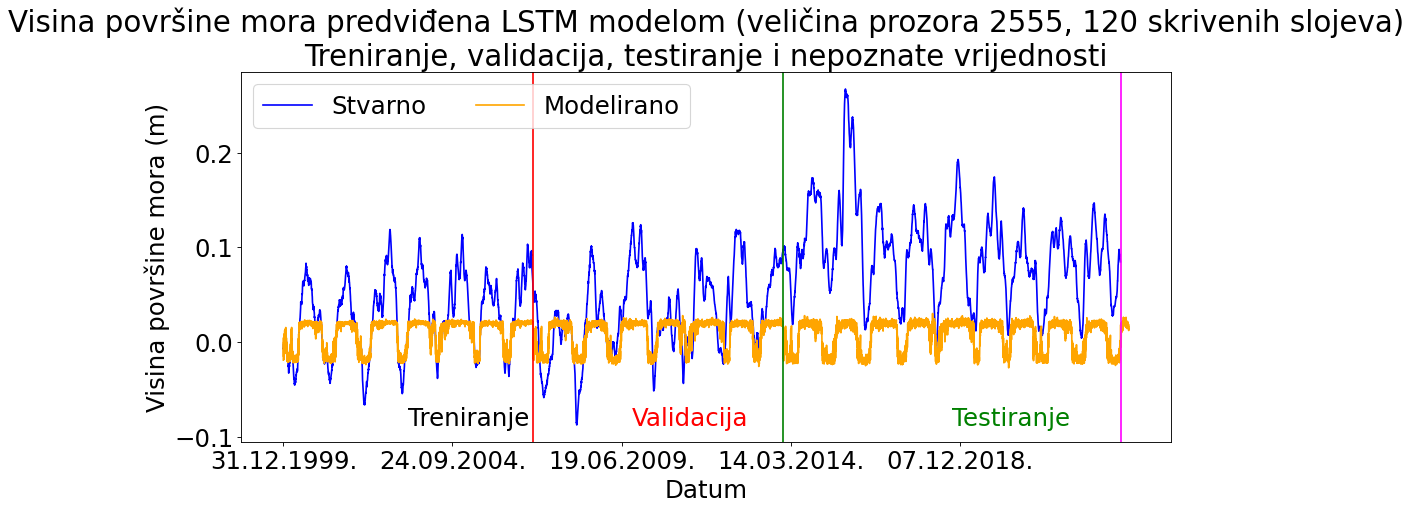 Visina površine mora predviđena LSTM modelom (veličina prozora 2555, 120 skrivenih slojeva)
Treniranje, validacija, testiranje i nepoznate vrijednosti
Stvarno Modelirano
Visina površine mora (m)
0.2
0.1
0.0
−0.1
Treniranje Validacija Testiranje
31.12.1999. 24.09.2004. 19.06.2009. 14.03.2014. 07.12.2018.
Datum